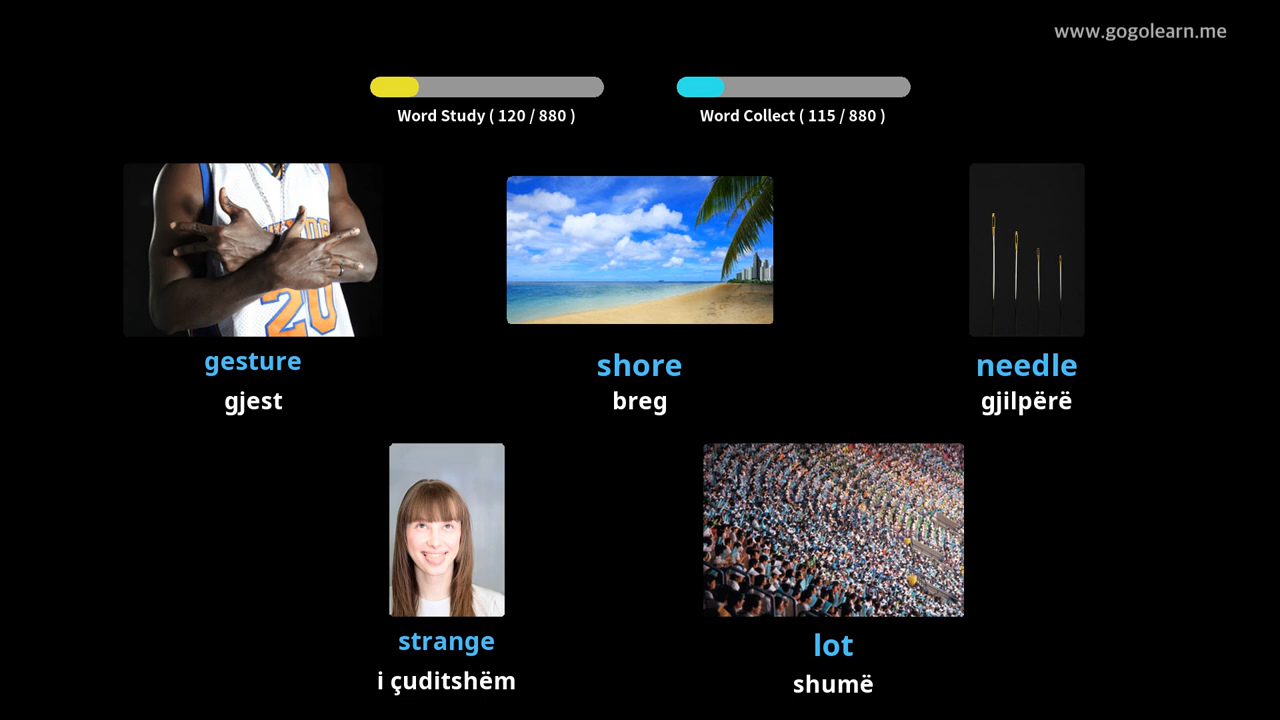 www.gogolearn.me
Word Study ( 120 / 880 )
Word Collect ( 115 / 880 )
20
gesture
gjest
shore
breg
needle
gjilpërë
strange
i çuditshëm
lot
shumë